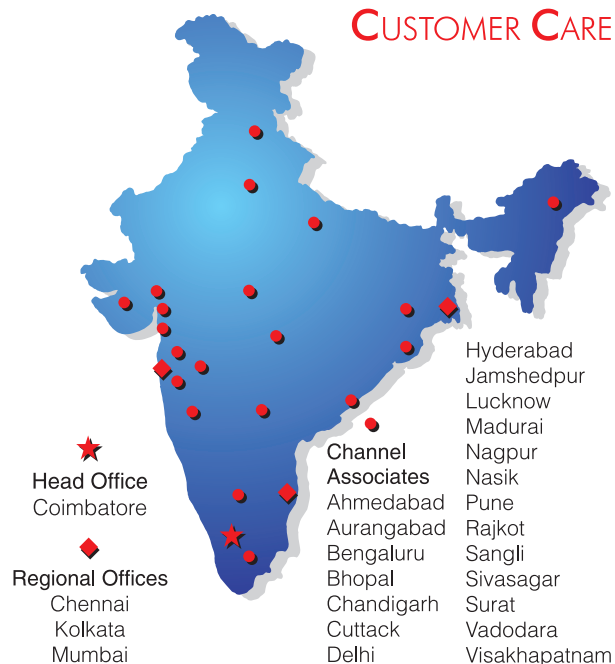 CUSTOMER CARE
Head Office
Coimbatore
Regional Offices
Chennai
Kolkata
Mumbai
Channel
Associates
Ahmedabad
Aurangabad
Bengaluru
Bhopal
Chandigarh
Cuttack
Delhi
Hyderabad
Jamshedpur
Lucknow
Madurai
Nagpur
Nasik
Pune
Rajkot
Sangli
Sivasagar
Surat
Vadodara
Visakhapatnam